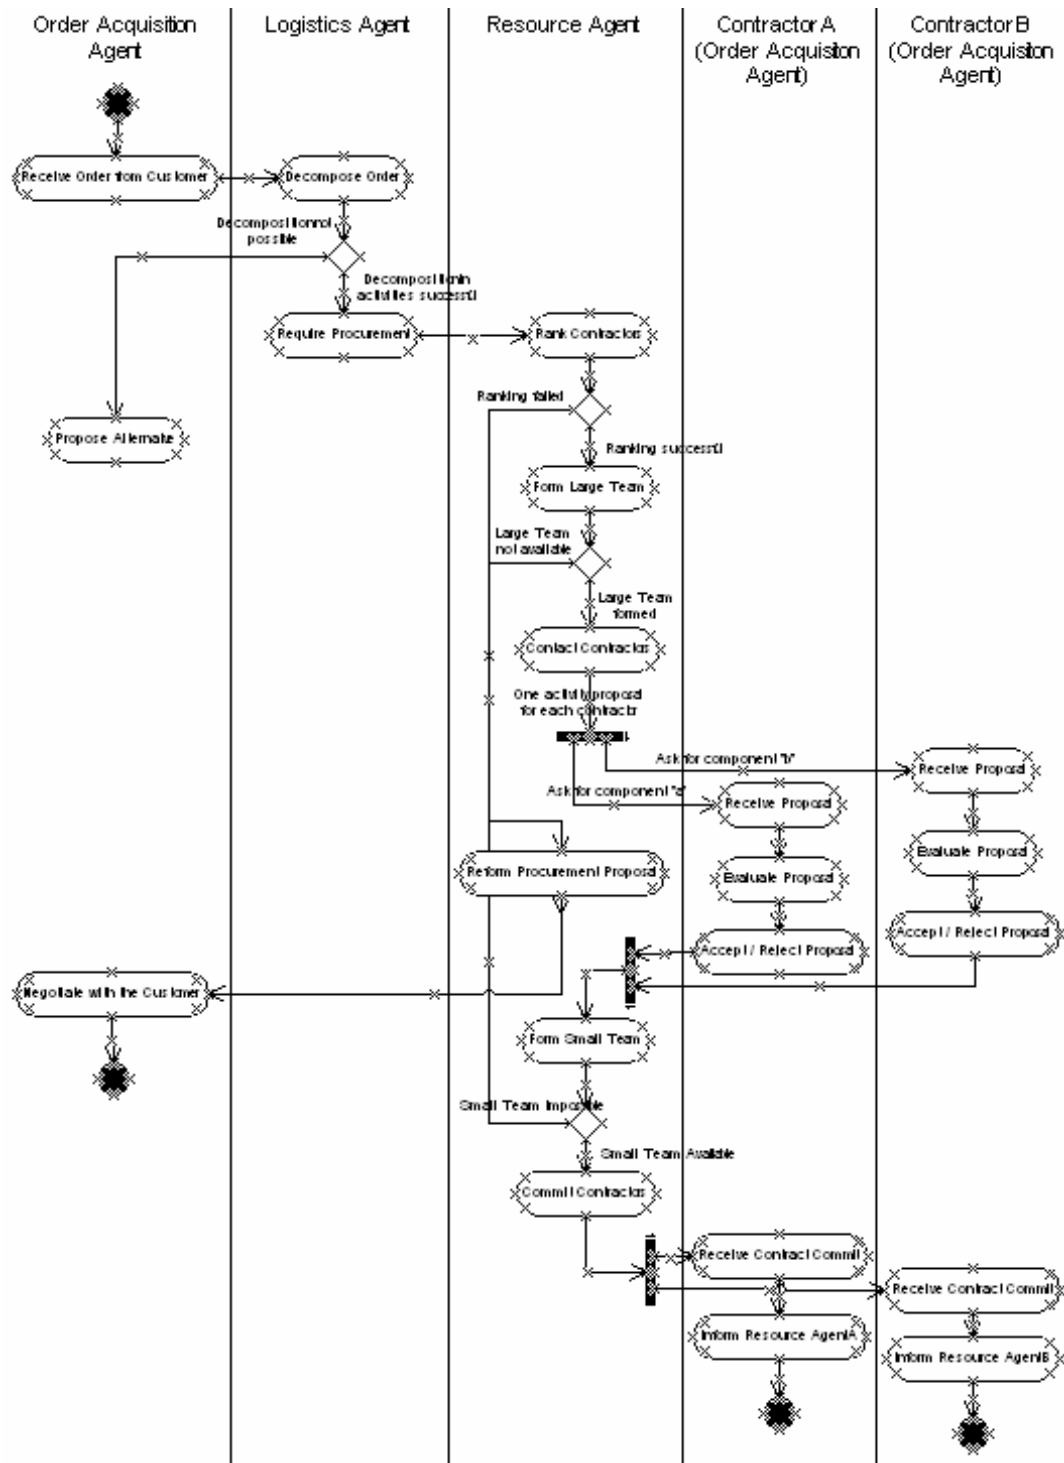 Order Acquisition
Agent
Logistics Agent
Resource Agent
Contractor A
(Order Acquisiton
Agent)
Contractor B
(Order Acquisiton
Agent)
Receive Order from Customer
Decompose Order
Decomposition not
possible
Decomposition in
activities successful
Require Procurement
Rank Contractors
Ranking failed
Propose Alternate
Ranking successful
Form Large Team
Large Team
not available
Large Team
formed
Contact Contractors
One activity proposal
for each contractor
Ask for component "b"
Receive Proposal
Ask for component "a"
Receive Proposal
Evaluate Proposal
Reform Procurement Proposal
Evaluate Proposal
Accept / Reject Proposal
Accept / Reject Proposal
Negotiate with the Customer
Form Small Team
Small Team Impossible
Small Team Available
Commit Contractors
Receive Contract Commit
Receive Contract Commit
Inform Resource Agent A
Inform Resource Agent B